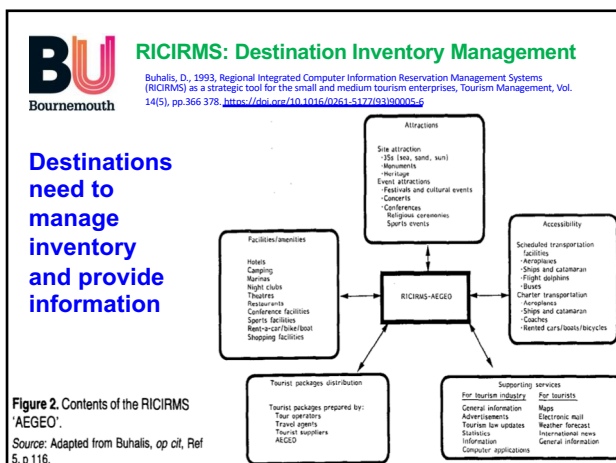 BU
Bournemouth
RICIRMS: Destination Inventory Management
Buhalis, D., 1993, Regional Integrated Computer Information Reservation Management Systems
(RICIRMS) as a strategic tool for the small and medium tourism enterprises, Tourism Management, Vol.
14(5), pp.366 378. https://doi.org/10.1016/0261-5177(93)90005-6
Destinations
need to
manage
inventory
and provide
information
Attractions
Site attraction
-3Ss (sea, sand, sun)
-Monuments
-Heritage
Event attractions
-Festivals and cultural events
-Concerts
-Conferences
Religious ceremonies
Sports events
Facilities/amenities
Hotels
Camping
Marinas
Night clubs
Theatres
Restaurants
Conference facilities
Sports facilities
Rent-a-car/bike/boat
Shopping facilities
RICIRMS-AEGEO
Accessibility
Scheduled transportation
facilities
-Aeroplanes
-Ships and catamaran
-Flight dolphins
-Buses
Charter transportation
-Aeroplanes
-Ships and catamaran
-Coaches
-Rented cars/boats/bicycles
Tourist packages distribution
Tourist packages prepared by:
Tour operators
Travel agents
Tourist suppliers
AEGEO
Supporting services
For tourism industry For tourists
General information Maps
Advertisements Electronic mail
Tourism law updates Weather forecast
Statistics International news
Information General information
Computer applications
Figure 2. Contents of the RICIRMS
'AEGEO'.
Source: Adapted from Buhalis, op cit, Ref
5, p 116.